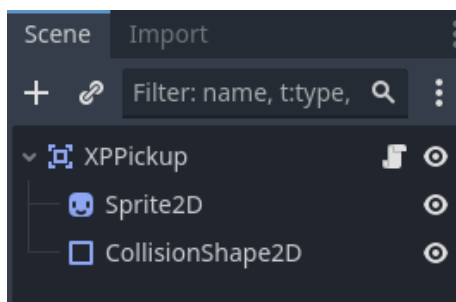 Scene Import
Filter: name, t:type,
XPPickup
Sprite2D
CollisionShape2D